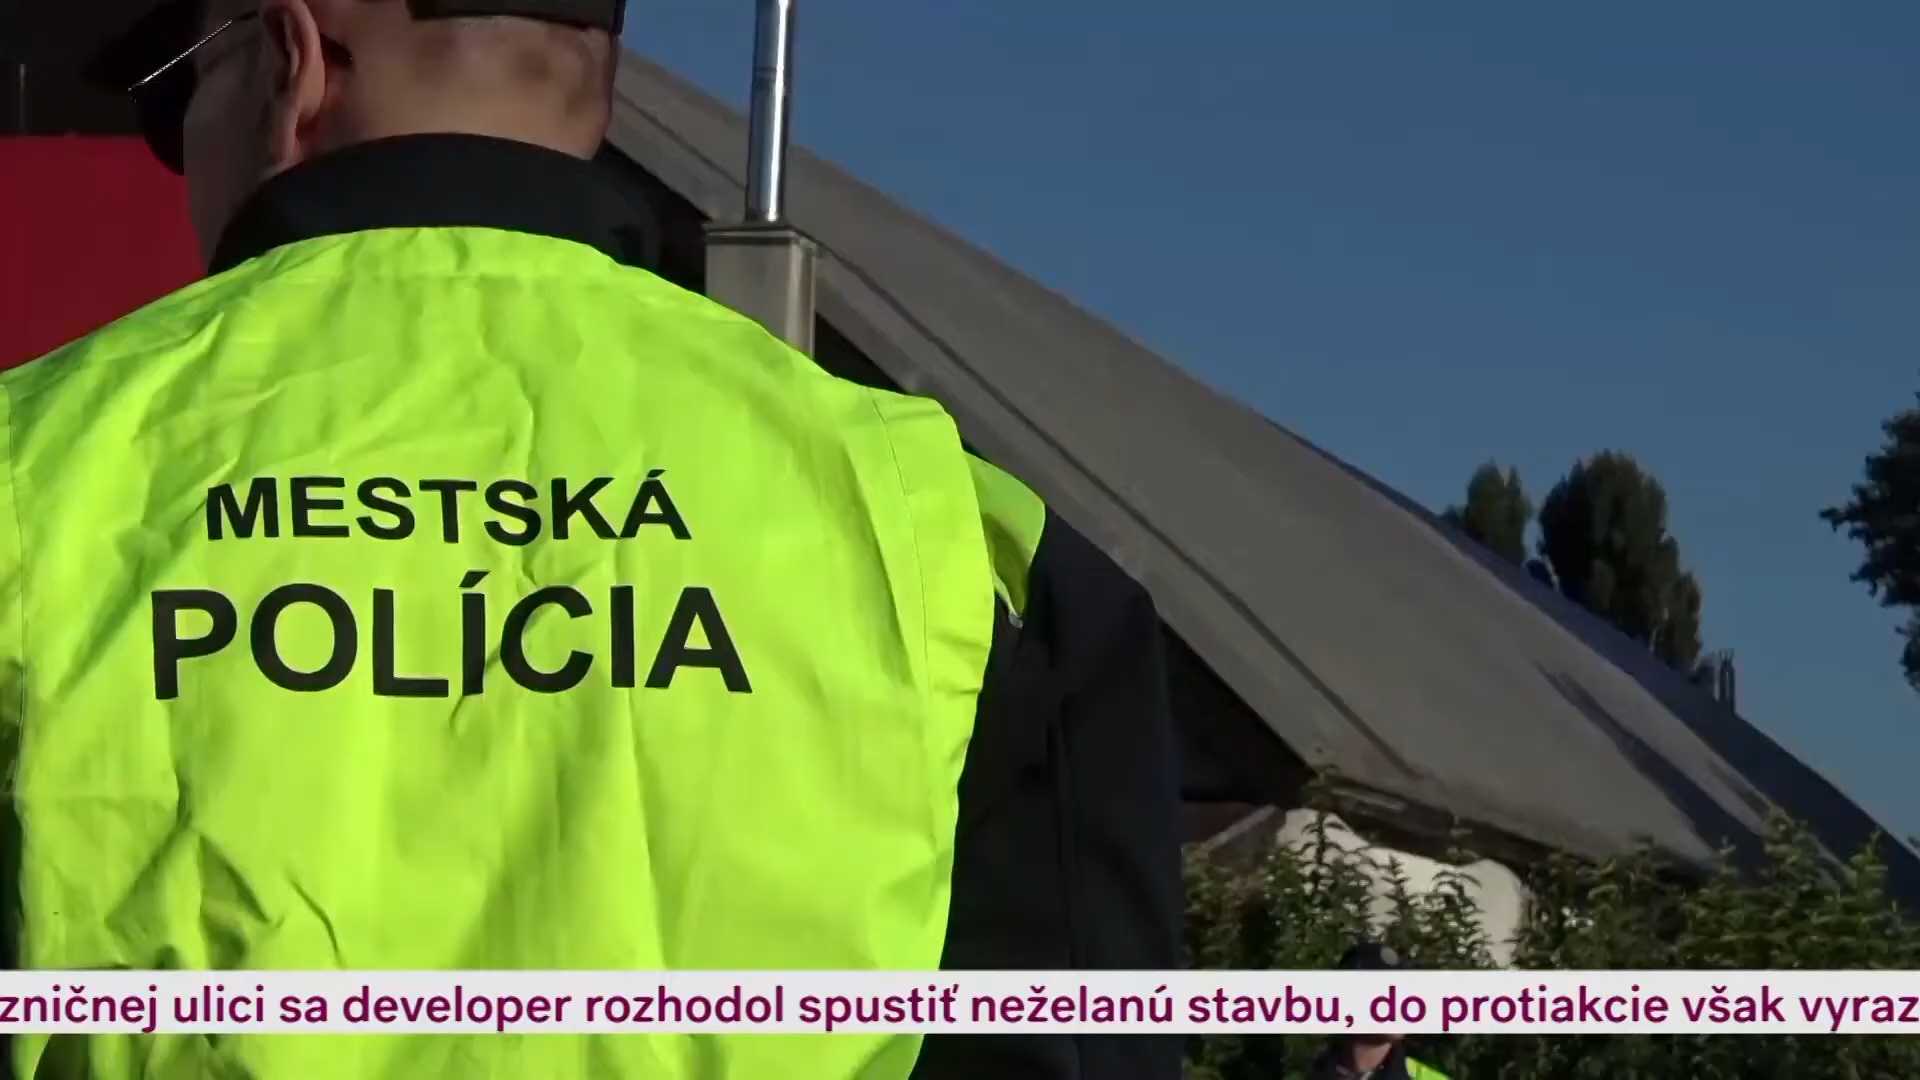 MESTSKÁ
POLÍCIA
zničnej ulici sa developer rozhodol spustiť neželanú stavbu, do protiakcie však vyraz